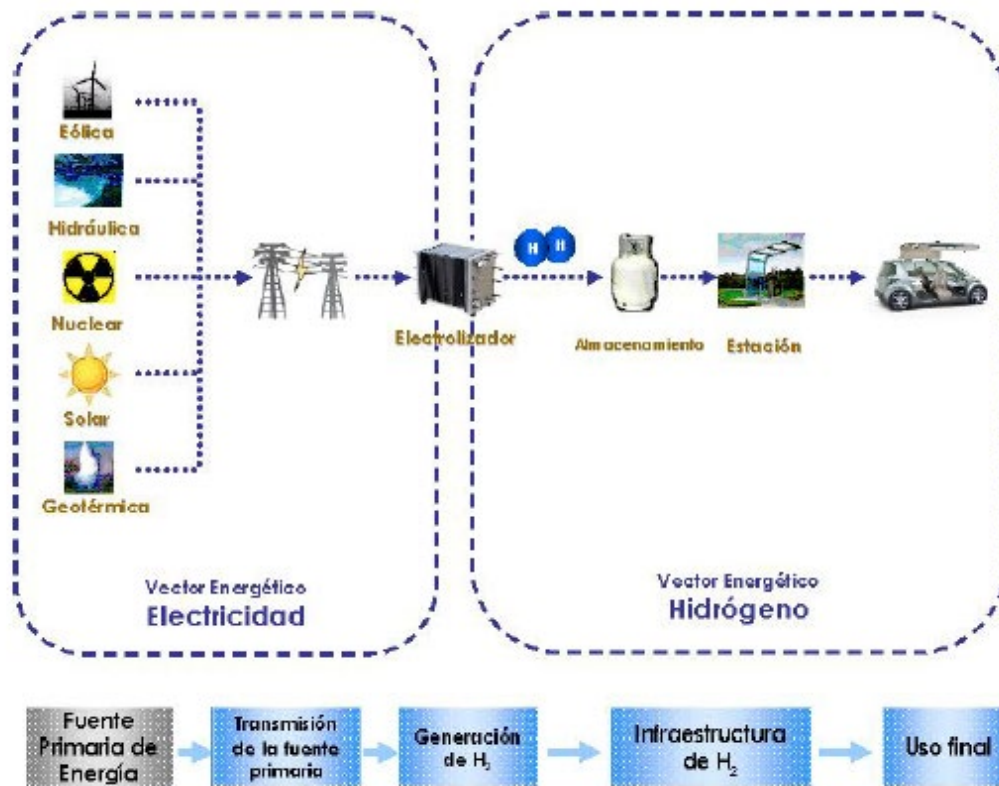 Eólica
Hidráulica
Nuclear
Solar
Geotérmica
H H
Electrolizador
Almacenamiento
Estación
Vector Energético
Electricidad
Vector Energético
Hidrógeno
Fuente
Primaria de
Energía
Transmisión
de la fuente
primaria
Generación
de H₂
Infraestructura
de H₂
Uso final